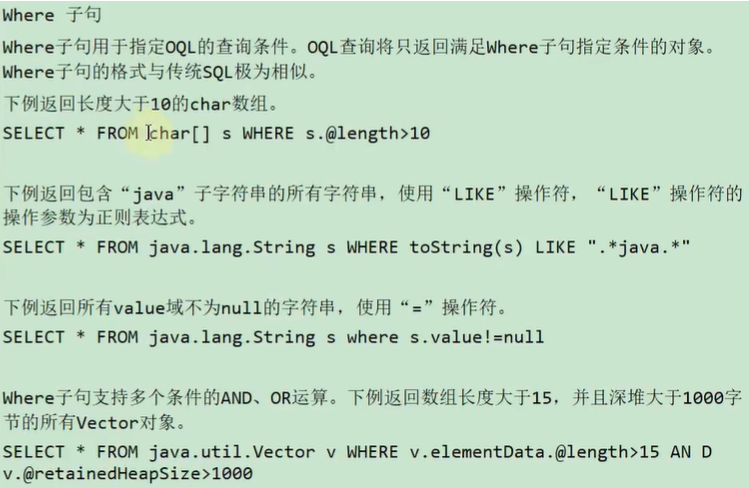 Where 子句
Where子句用于指定OQL的查询条件。OQL查询将只返回满足Where子句指定条件的对象。
Where子句的格式与传统SQL极为相似。
下例返回长度大于10的char数组。
SELECT * FROM char[] s WHERE s.@length>10
下例返回包含“java”子字符串的所有字符串，使用“LIKE”操作符，“LIKE”操作符的
操作参数为正则表达式。
SELECT * FROM java.lang.String s WHERE toString(s) LIKE ".*java.*"
下例返回所有value域不为null的字符串，使用“=”操作符。
SELECT * FROM java.lang.String s where s.value!=null
Where子句支持多个条件的AND、OR运算。下例返回数组长度大于15，并且深堆大于1000字
节的所有Vector对象。
SELECT * FROM java.util.Vector v WHERE v.elementData.@length>15 AN D
v.@retainedHeapSize>1000